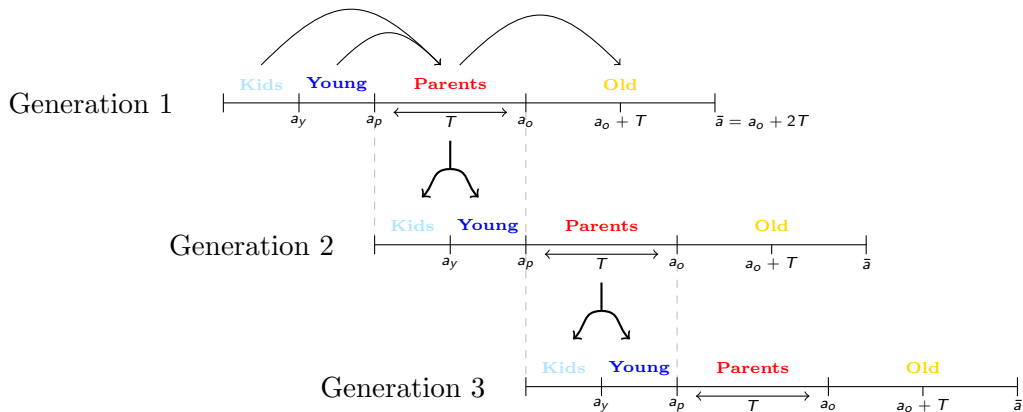 Kids Young Parents Old
Generation 1
a_y a_p T a_o a_o + T ā = a_o + 2T
Kids Young Parents Old
Generation 2
a_y a_p T a_o a_o + T ā
Kids Young Parents Old
Generation 3
a_y a_p T a_o a_o + T ā